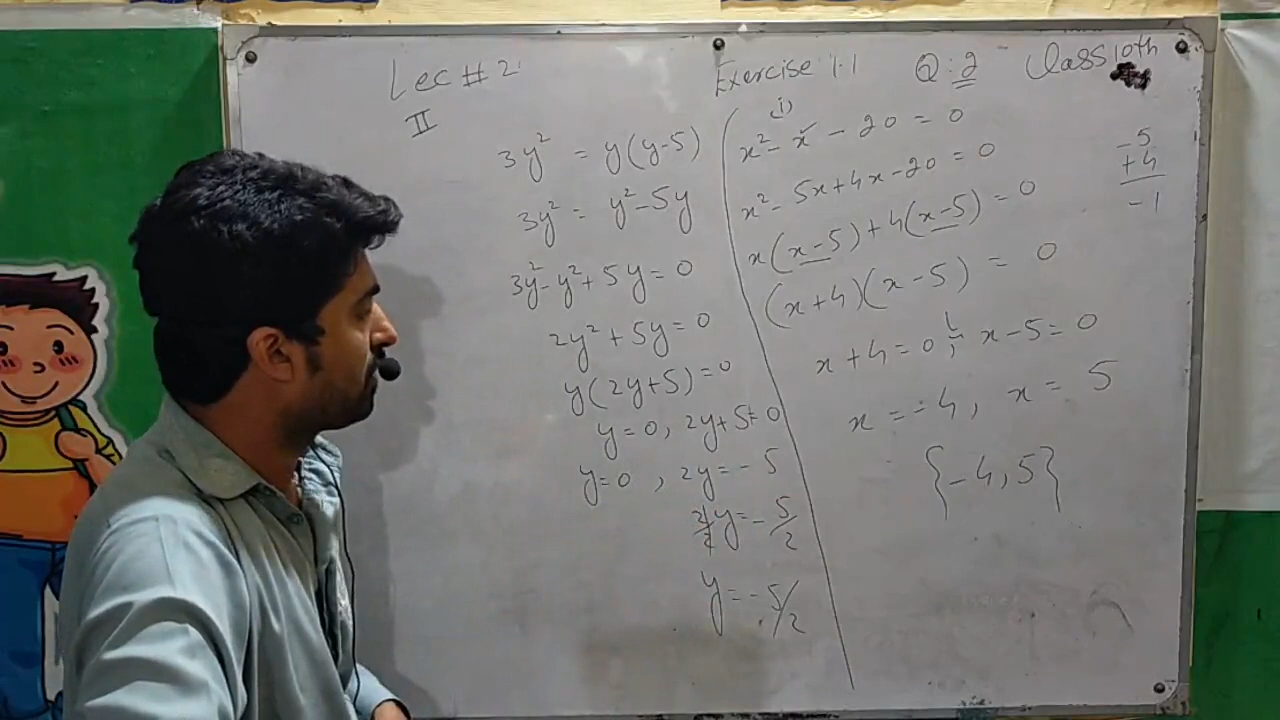 Lec # 2
Exercise 1.1 Q:2 Class 10th
II
3y² = y(y-5)
3y² = y²-5y
3y²-y²+5y=0
2y²+5y=0
y(2y+5)=0
y=0, 2y+5=0
y=0, 2y=-5
2/2 y=-5/2
y=-5/2
(i)
x²-x-20=0
x²-5x+4x-20=0
x(x-5)+4(x-5)=0
(x+4)(x-5)=0
x+4=0; x-5=0
x=-4, x=5
{-4,5}
-5
+4
-1